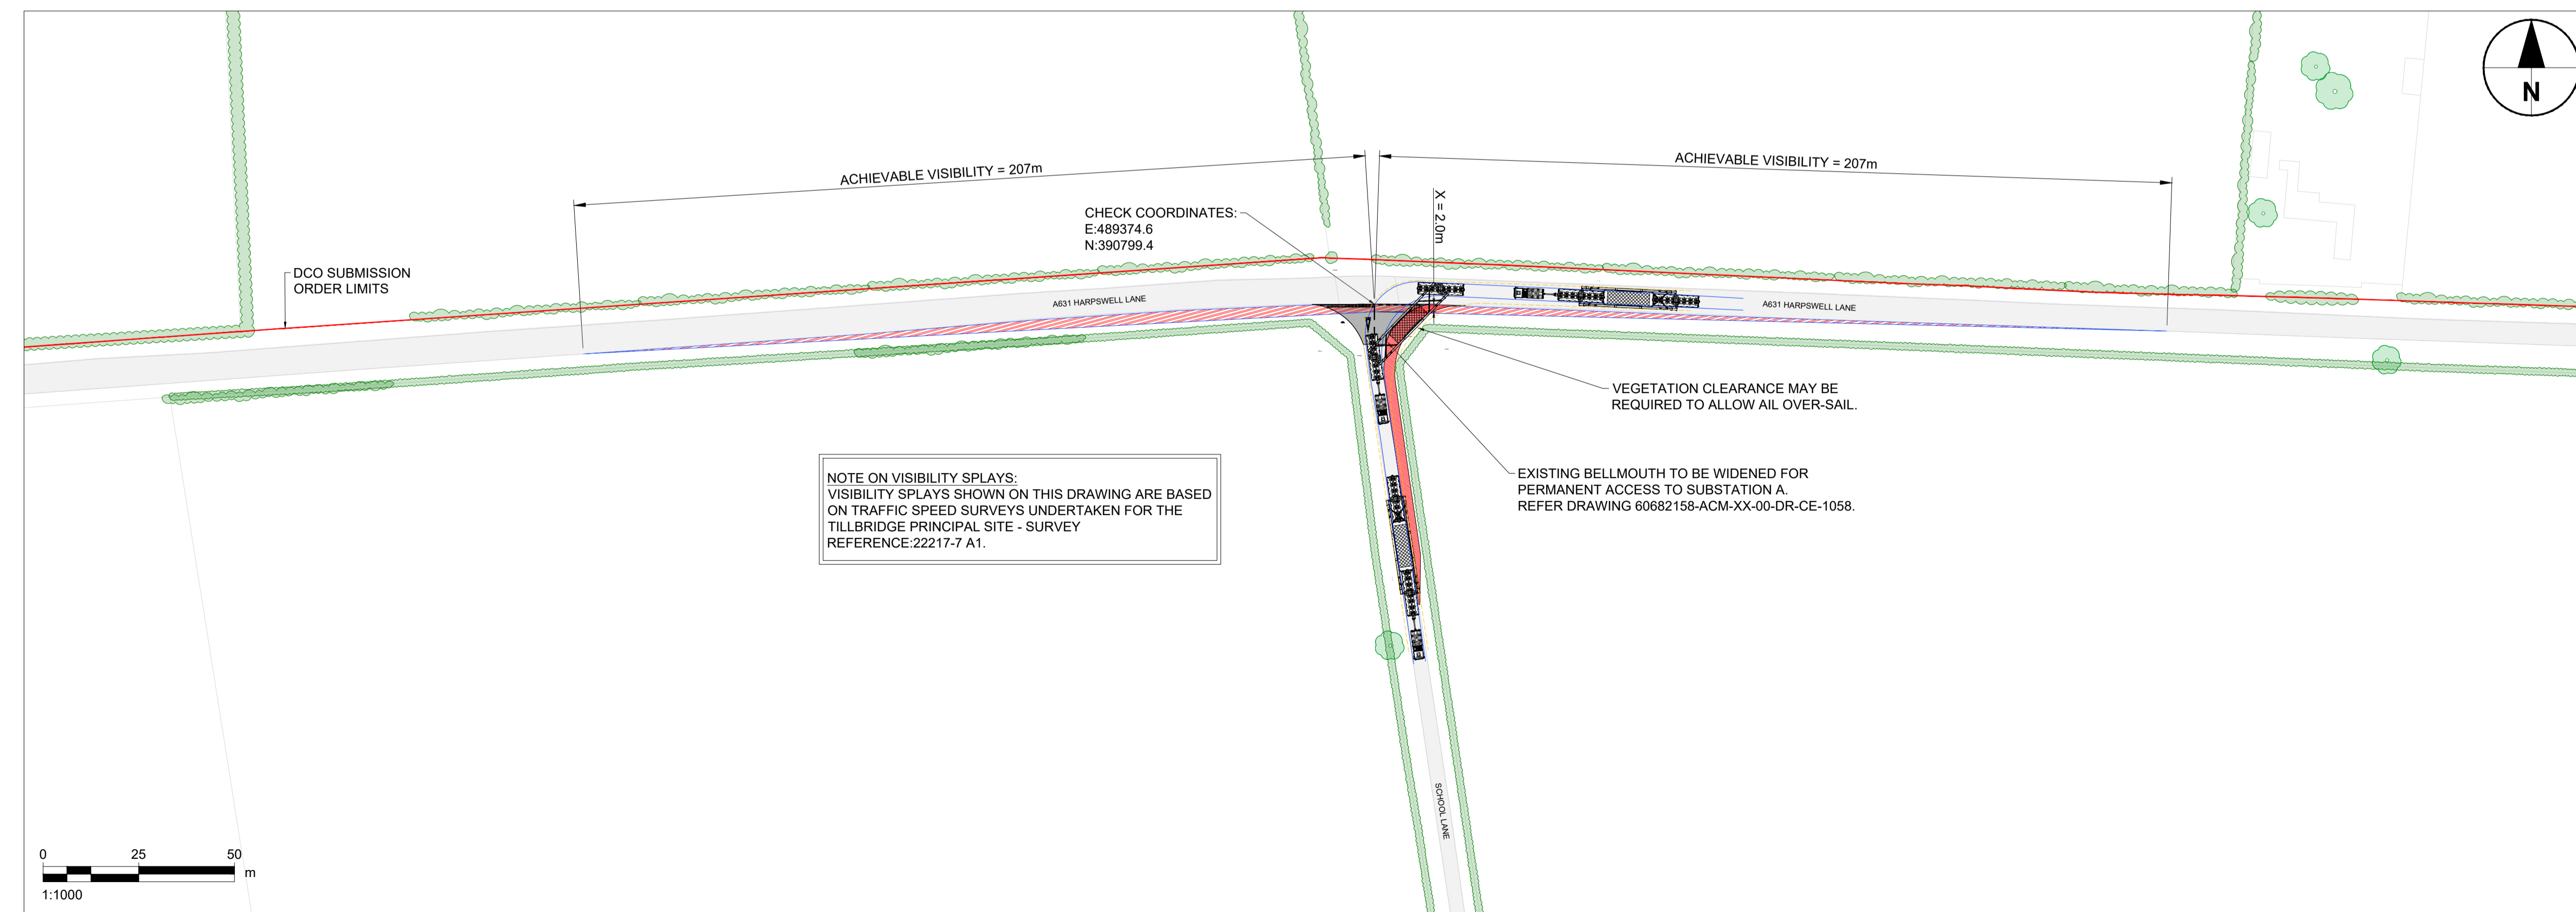 N
ACHIEVABLE VISIBILITY = 207m
ACHIEVABLE VISIBILITY = 207m
X = 2.0m
CHECK COORDINATES:
E:489374.6
N:390799.4
DCO SUBMISSION
ORDER LIMITS
A631 HARPSWELL LANE
A631 HARPSWELL LANE
VEGETATION CLEARANCE MAY BE
REQUIRED TO ALLOW AIL OVER-SAIL.
EXISTING BELLMOUTH TO BE WIDENED FOR
PERMANENT ACCESS TO SUBSTATION A.
REFER DRAWING 60682158-ACM-XX-00-DR-CE-1058.
NOTE ON VISIBILITY SPLAYS:
VISIBILITY SPLAYS SHOWN ON THIS DRAWING ARE BASED
ON TRAFFIC SPEED SURVEYS UNDERTAKEN FOR THE
TILLBRIDGE PRINCIPAL SITE - SURVEY
REFERENCE:22217-7 A1.
SCHOOL LANE
0 25 50
m
1:1000